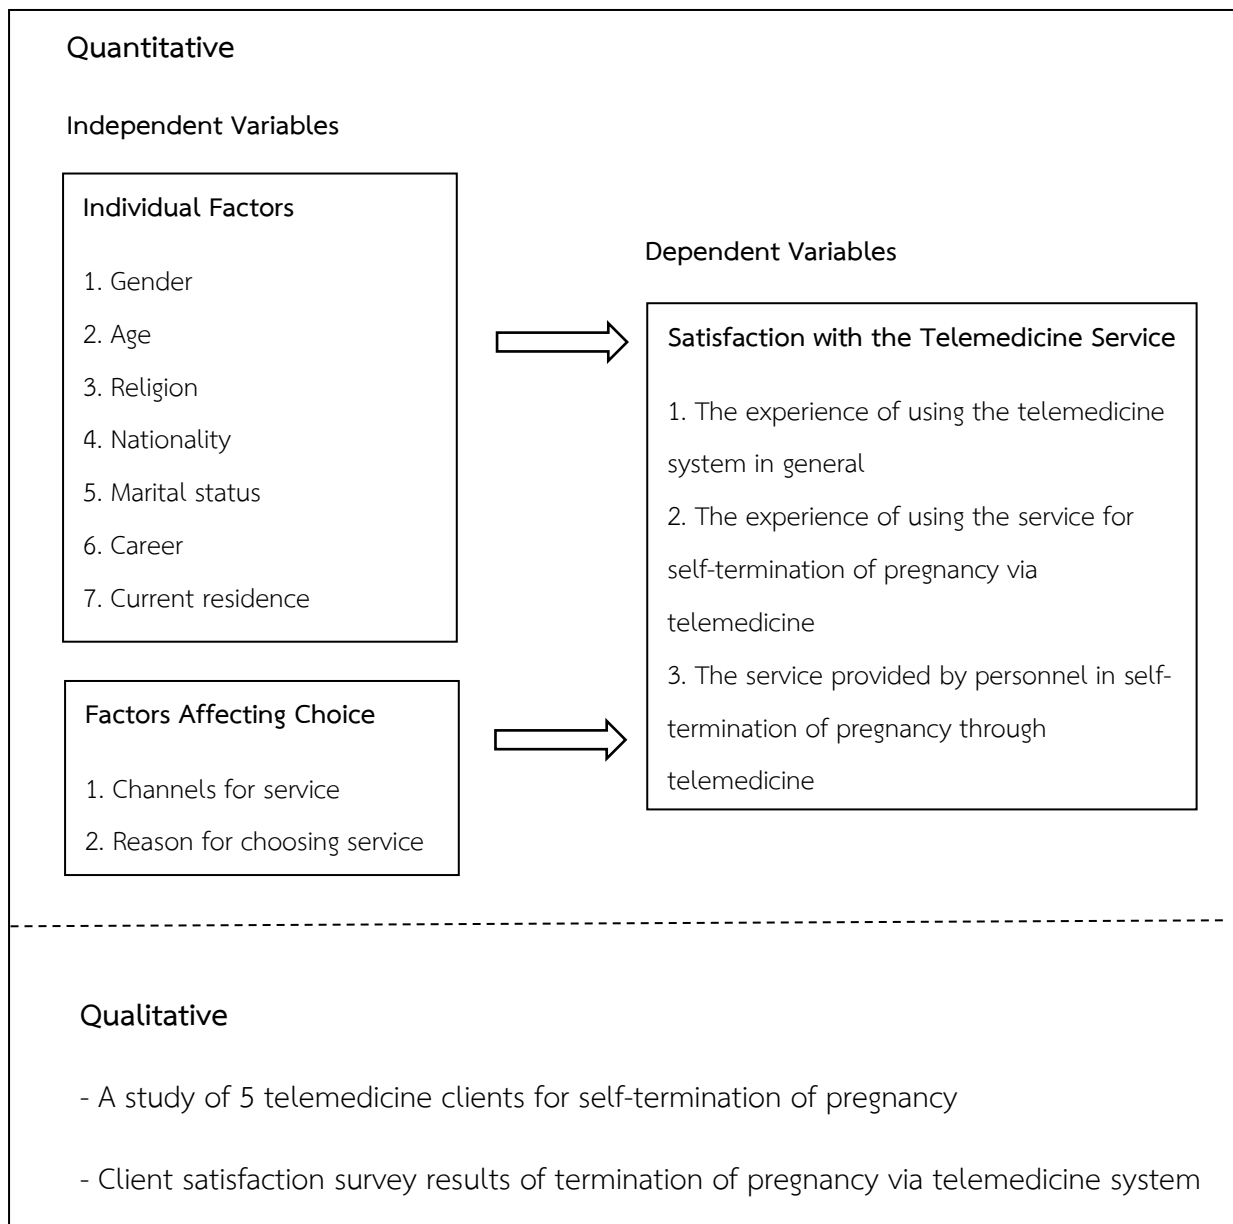 Quantitative
Independent Variables
Individual Factors
1. Gender
2. Age
3. Religion
4. Nationality
5. Marital status
6. Career
7. Current residence
Factors Affecting Choice
1. Channels for service
2. Reason for choosing service
Dependent Variables
Satisfaction with the Telemedicine Service
1. The experience of using the telemedicine
system in general
2. The experience of using the service for
self-termination of pregnancy via
telemedicine
3. The service provided by personnel in self-
termination of pregnancy through
telemedicine
Qualitative
- A study of 5 telemedicine clients for self-termination of pregnancy
- Client satisfaction survey results of termination of pregnancy via telemedicine system